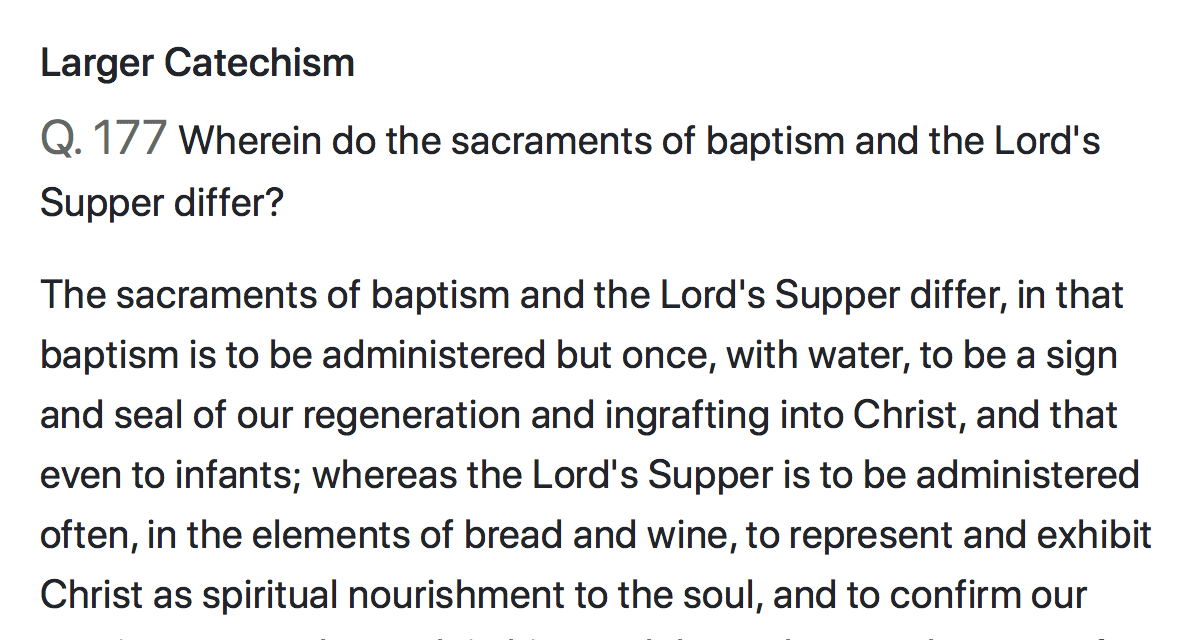 Larger Catechism
Q. 177 Wherein do the sacraments of baptism and the Lord's
Supper differ?
The sacraments of baptism and the Lord's Supper differ, in that
baptism is to be administered but once, with water, to be a sign
and seal of our regeneration and ingrafting into Christ, and that
even to infants; whereas the Lord's Supper is to be administered
often, in the elements of bread and wine, to represent and exhibit
Christ as spiritual nourishment to the soul, and to confirm our